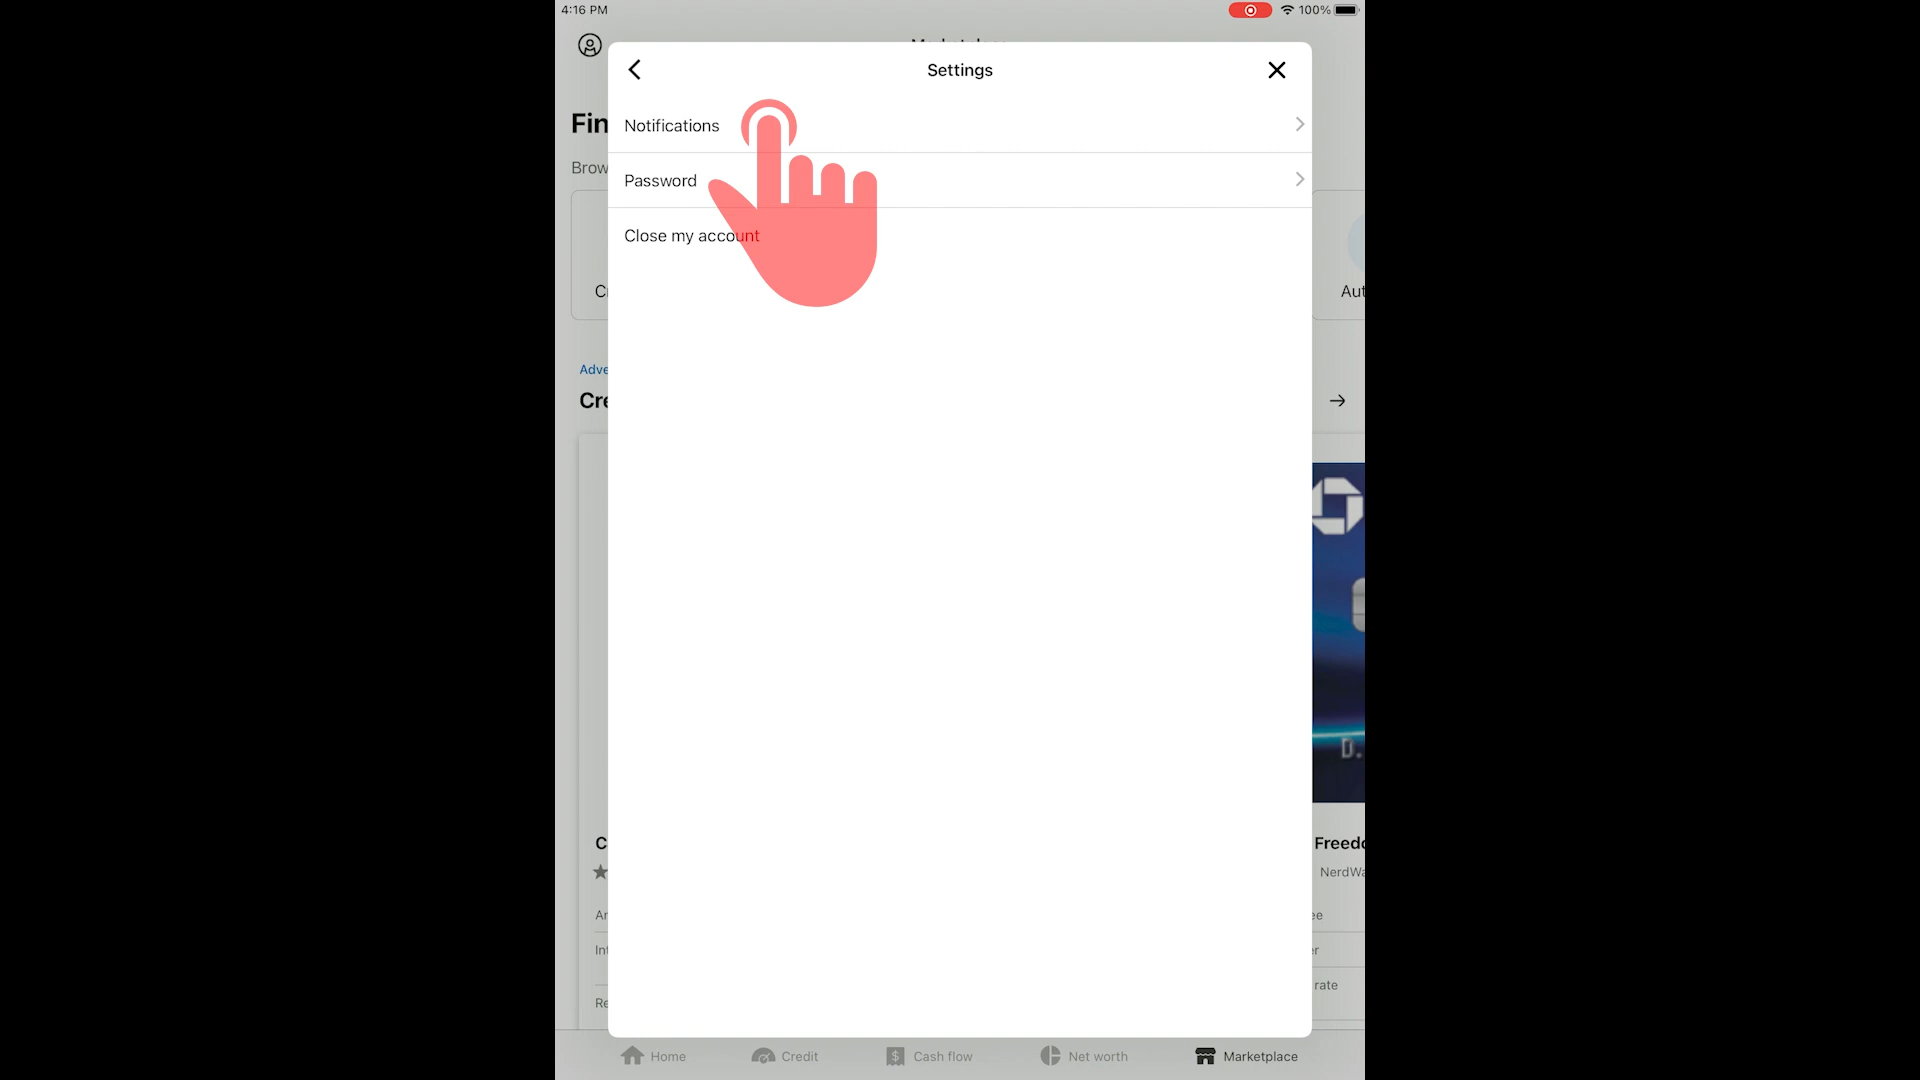 4:16 PM
100%
Settings
Fin
Notifications
Brow
Password
Close my account
Aut
Adve
Cre
D.
Freedo
NerdWa
Ar
ee
Int
er
rate
Re
Home
Credit
Cash flow
Net worth
Marketplace